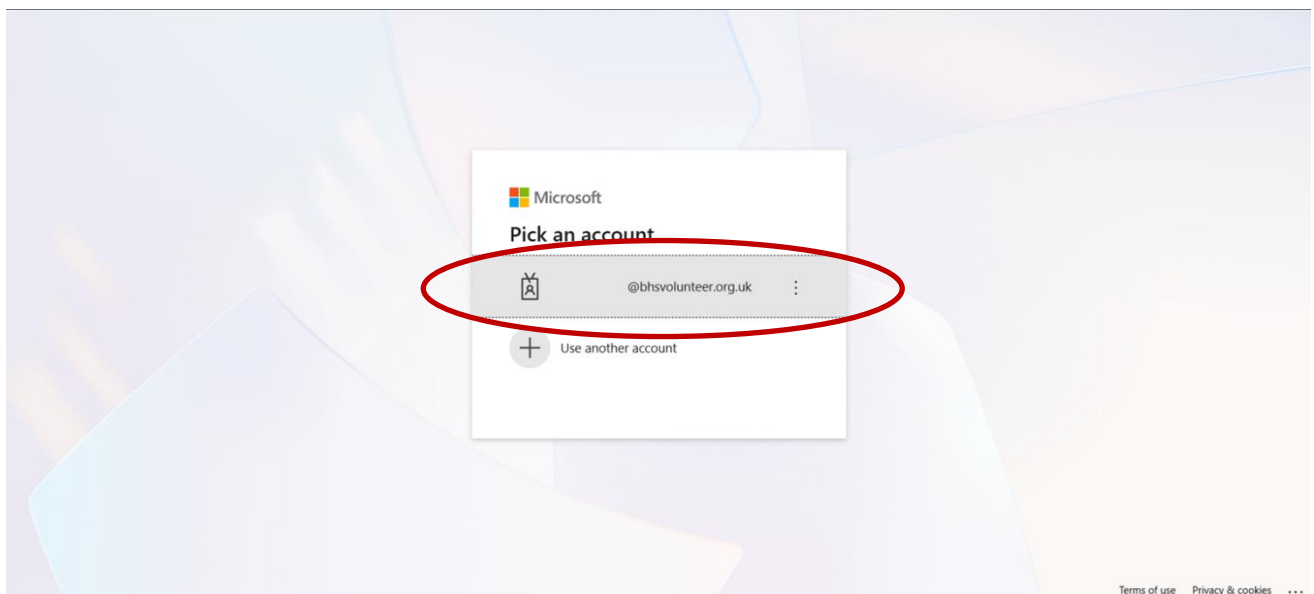 Microsoft
Pick an account
@bhsvolunteer.org.uk
Use another account
Terms of use Privacy & cookies ...